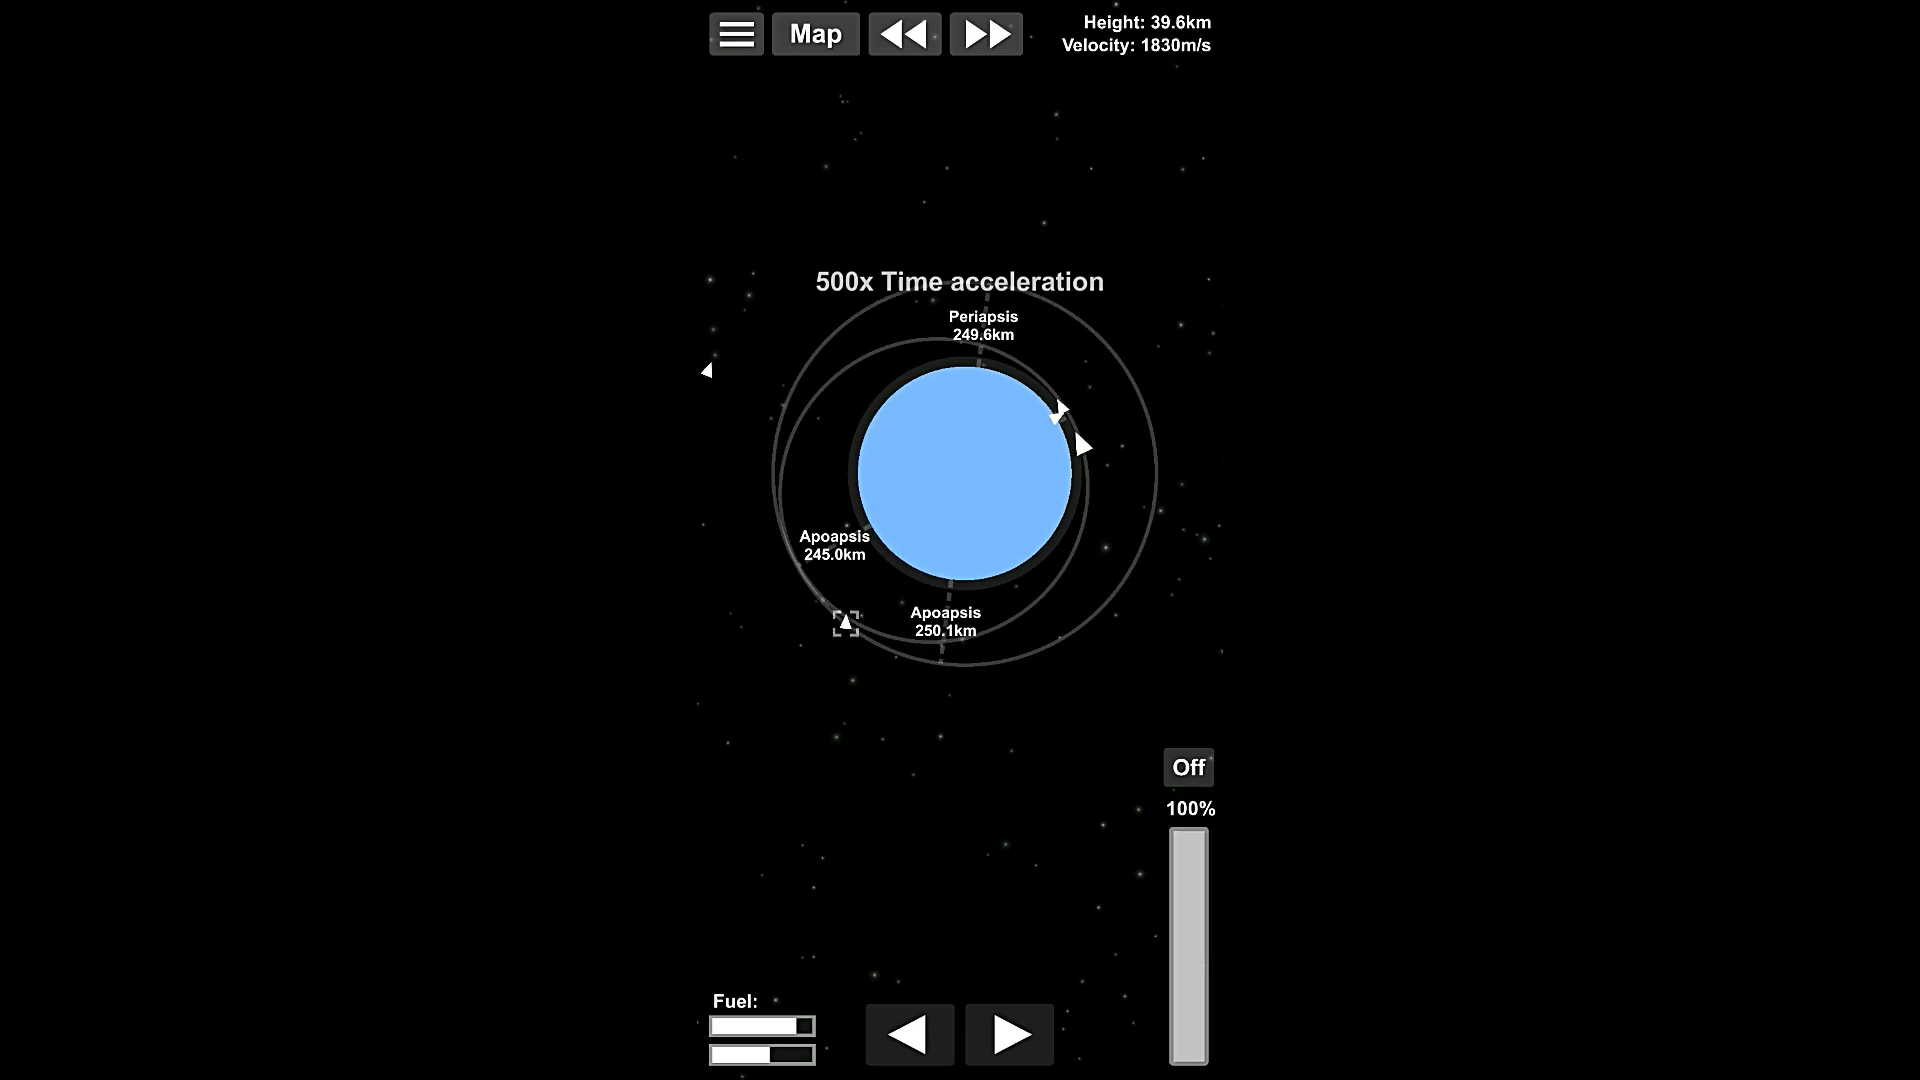 Map
Height: 39.6km
Velocity: 1830m/s
500x Time acceleration
Periapsis
249.6km
Apoapsis
245.0km
Apoapsis
250.1km
Off
100%
Fuel: